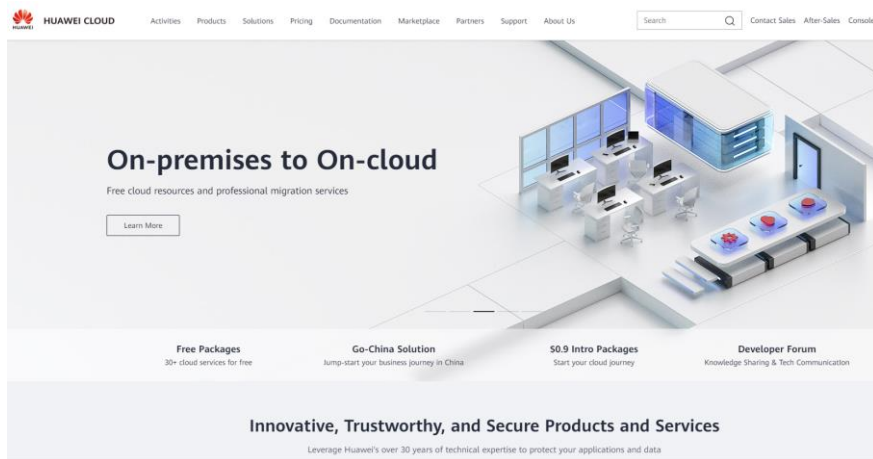 HUAWEI
HUAWEI CLOUD
Activities Products Solutions Pricing Documentation Marketplace Partners Support About Us
Search
Contact Sales After-Sales Console
On-premises to On-cloud
Free cloud resources and professional migration services
Learn More
Free Packages
30+ cloud services for free
Go-China Solution
Jump-start your business journey in China
$0.9 Intro Packages
Start your cloud journey
Developer Forum
Knowledge Sharing & Tech Communication
Innovative, Trustworthy, and Secure Products and Services
Leverage Huawei's over 30 years of technical expertise to protect your applications and data